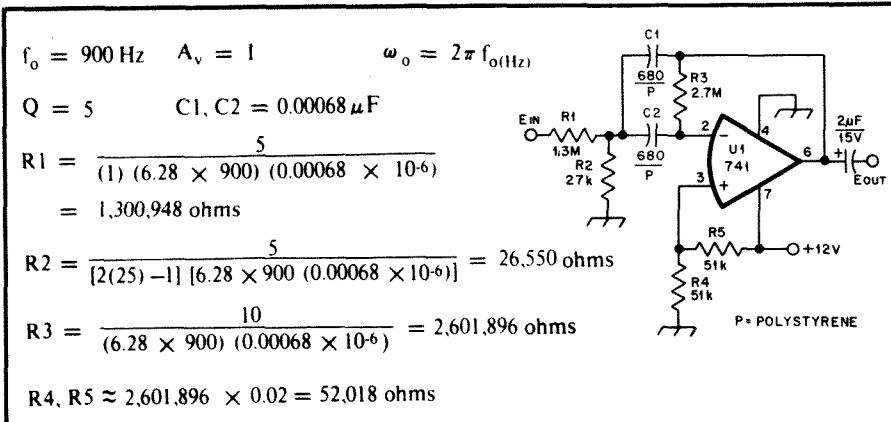 f₀ = 900 Hz   Aᵥ = 1   ω₀ = 2π f₀(Hz)
Q = 5   C1, C2 = 0.00068 μF
R1 = 5 / (1) (6.28 × 900) (0.00068 × 10⁻⁶)
= 1,300,948 ohms
R2 = 5 / [2(25) –1] [6.28 × 900 (0.00068 ×10⁻⁶)] = 26,550 ohms
R3 = 10 / (6.28 × 900) (0.00068 × 10⁻⁶) = 2,601,896 ohms
R4, R5 ≈ 2,601,896 × 0.02 = 52,018 ohms
C1
680
P
R3
2.7M
EIN
R1
1.3M
C2
680
P
R2
27k
2
–
4
U1
741
6
3
+
7
2μF
15V
+
EOUT
R5
51k
+12V
R4
51k
P= POLYSTYRENE